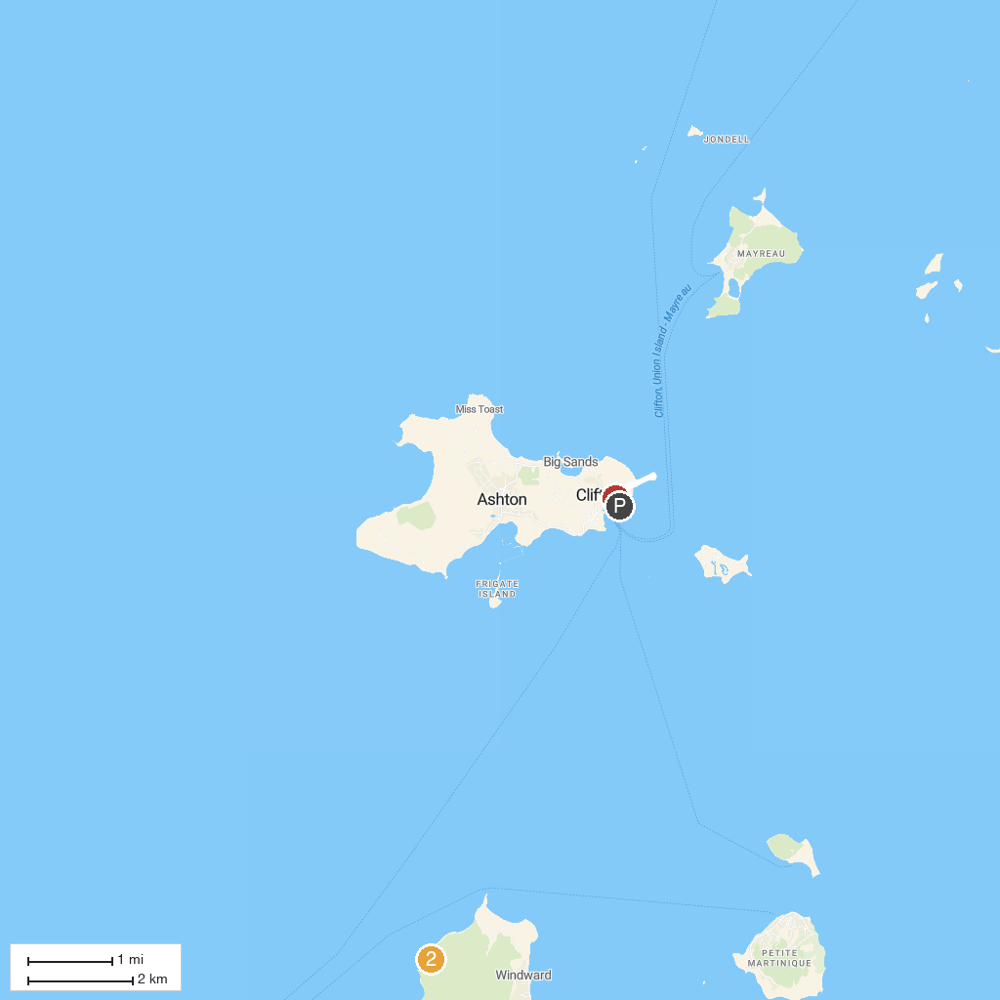 JONDELL
MAYREAU
Clifton, Union Island - Mayreau
Miss Toast
Big Sands
Clif
P
Ashton
FRIGATE
ISLAND
PETITE
MARTINIQUE
2
Windward
1 mi
2 km